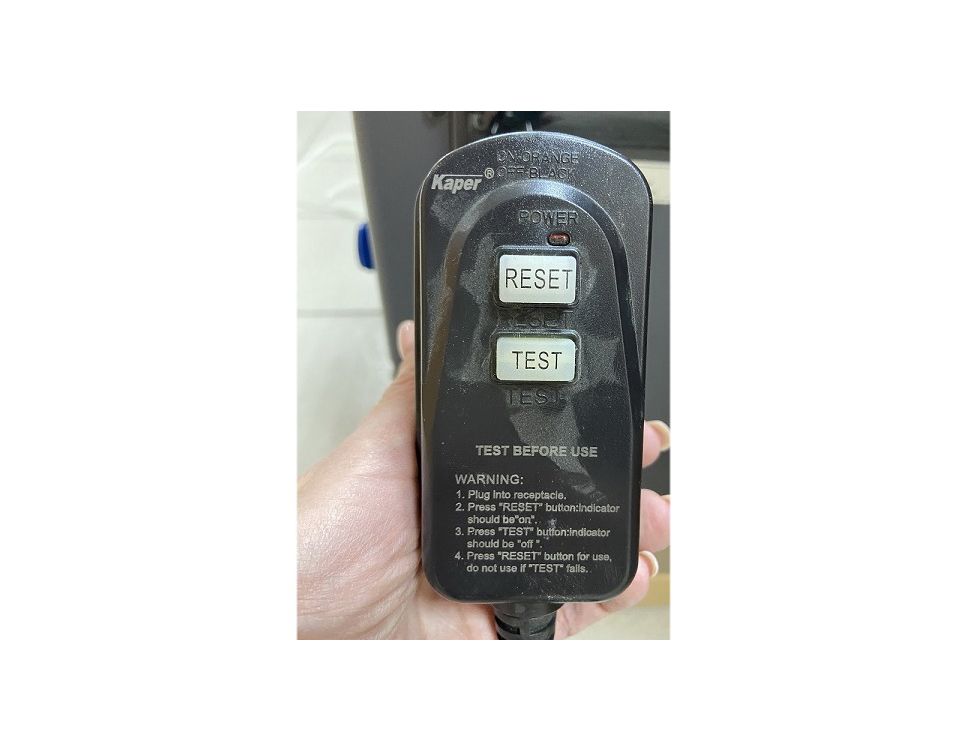 ON-ORANGE
OFF-BLACK
Kaper®
POWER
RESET
RESET
TEST
TEST
TEST BEFORE USE
WARNING:
1. Plug into receptacle.
2. Press "RESET" button:indicator
should be"on".
3. Press "TEST" button:indicator
should be "off ".
4. Press "RESET" button for use,
do not use if "TEST" fails.